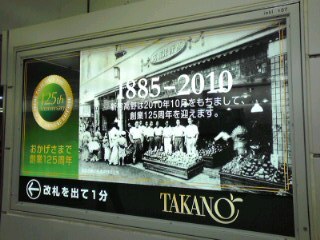 125th
Anniversary
1885-2010
新宿高野は2010年10月をもちまして、
創業125周年を迎えます。
おかげさまで
創業125周年
改札を出て1分
TAKANO